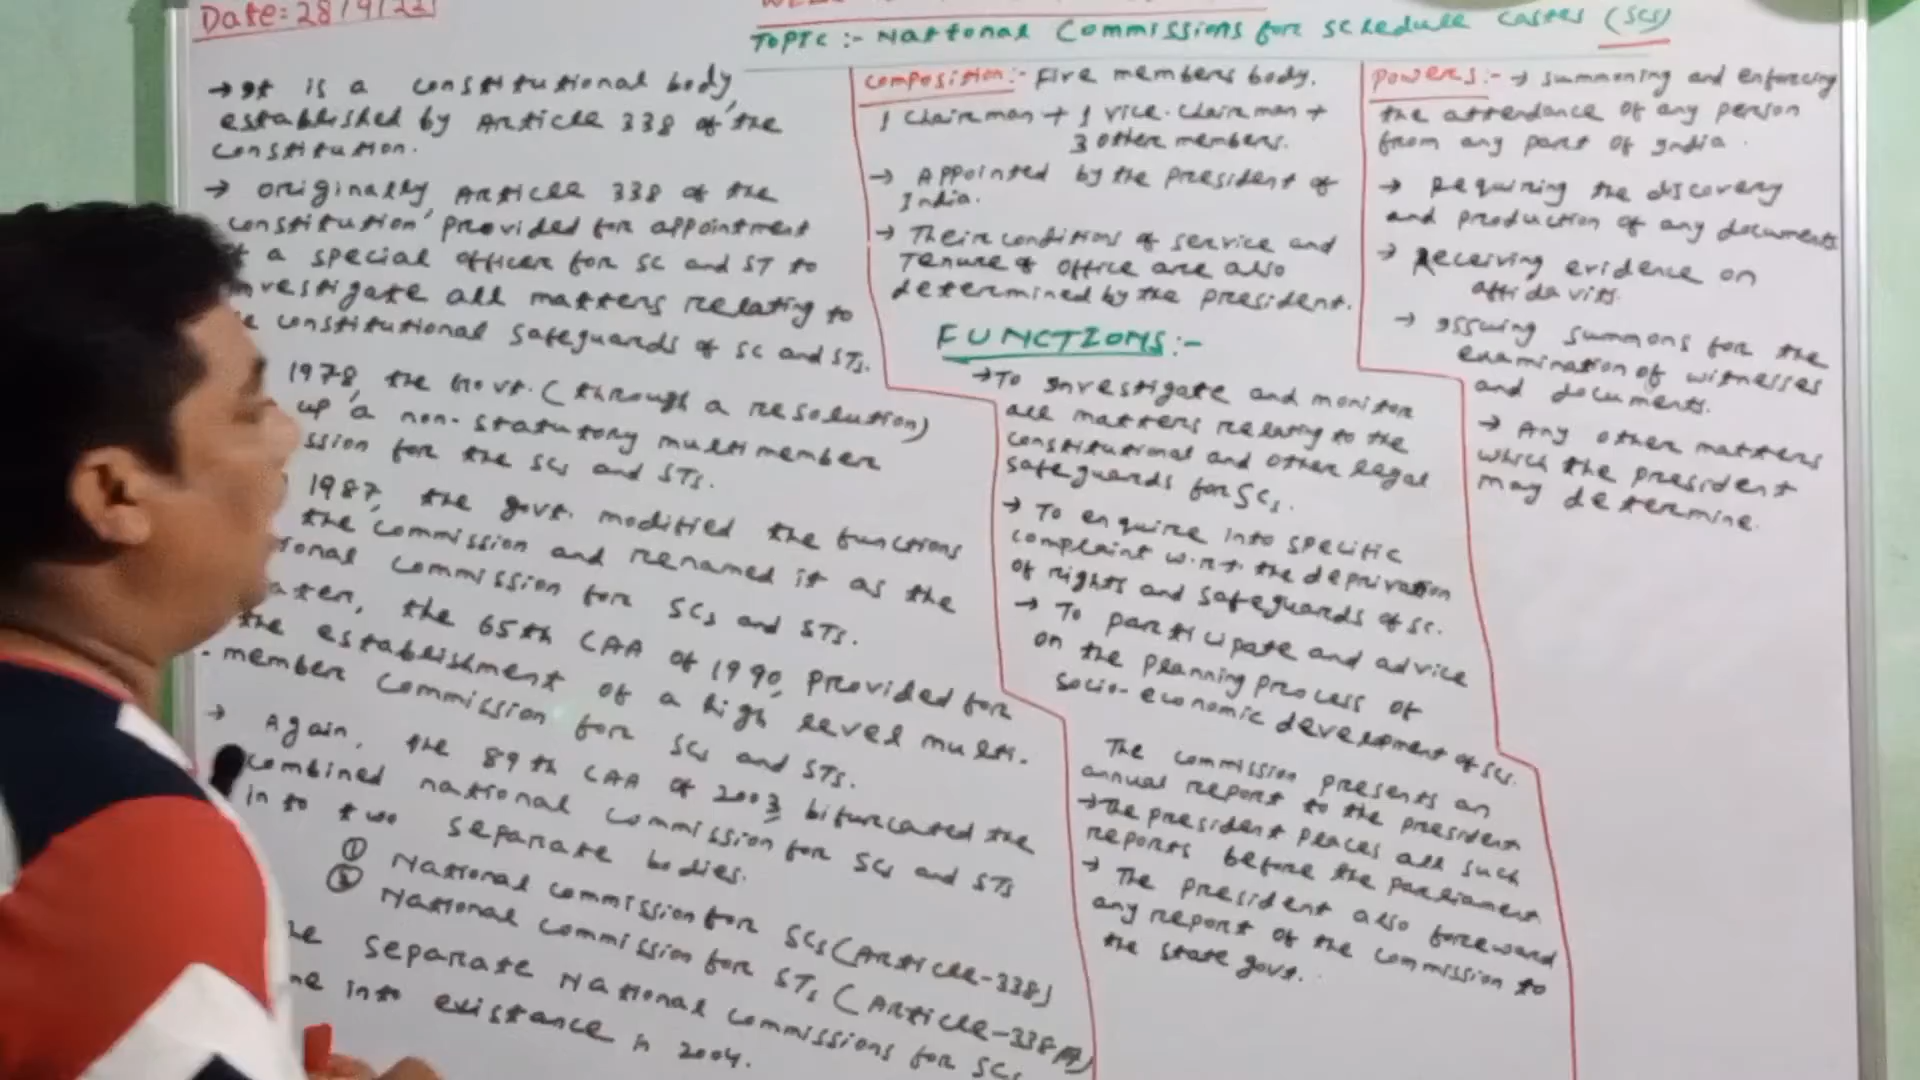 Date:28/9/22
Topic :- National Commissions for Schedule Castes (SCs)
→ It is a constitutional body,
established by Article 338 of the
constitution.
→ Originally, Article 338 of the
constitution provided for appointment
a special officer for SC and ST to
investigate all matters relating to
constitutional safeguards of SC and STs.
1978, the Govt. (through a resolution)
up a non-statutory multimember
ssion for the SCs and STs.
1987, the govt. modified the functions
the commission and renamed it as the
ional commission for SCs and STs.
ater, the 65th CAA of 1990, provided for
the establishment of a high level multi-
member commission for SCs and STs.
→ Again, the 89th CAA of 2003 bifurcated the
combined national commission for SCs and STs
in to two separate bodies.
① National commission for SCs (Article-338)
② National commission for STs (Article-338A)
he separate National commissions for SCs
me into existance in 2004.
Composition:- Five members body.
1 Chairman + 1 vice-Chairman +
3 other members.
→ Appointed by the president of
India.
→ Their conditions of service and
Tenure of office are also
determined by the president.
FUNCTIONS:-
→ To Investigate and monitor
all matters relating to the
constitutional and other legal
safeguards for SCs.
→ To enquire into specific
complaint w.r.t. the deprivation
of rights and safeguards of SC.
→ To participate and advice
on the planning process of
socio-economic development of SCs.
The commission presents an
annual report to the president
→ The president places all such
reports before the parliament
→ The president also foreward
any report of the commission to
the state govt.
Powers:- → summoning and enforcing
the attendance of any person
from any part of India.
→ Requiring the discovery
and production of any documents
→ Receiving evidence on
affidavits.
→ Issuing summons for the
examination of witnesses
and documents.
→ Any other matters
which the president
may determine.